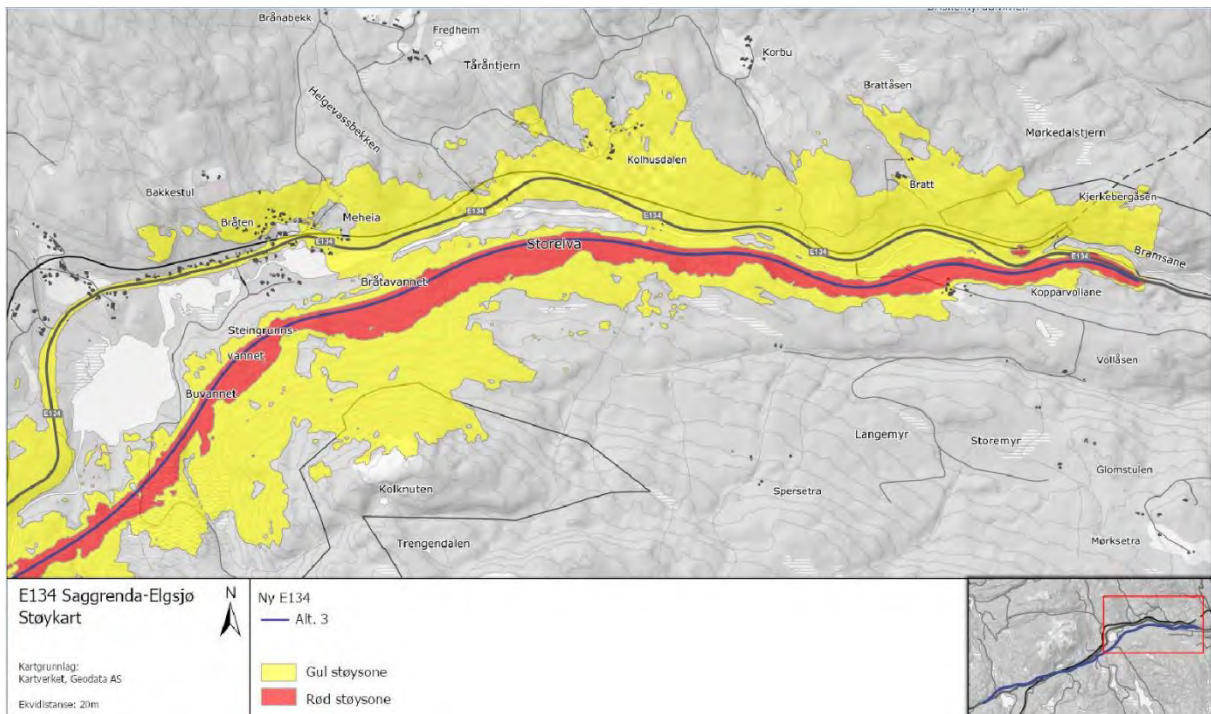 Brånabekk
Fredheim
Tåråntjern
Korbu
Brattåsen
Helgevassbekken
Mørkedalstjern
Kolhusdalen
Bakkestul
Bratt
Kjerkebergåsen
Bråten
Meheia
E134
E134
E134
Storelva
E134
E134
Bramsane
Bråtavannet
Kopparvollane
Steingrunns-
vannet
Vollåsen
Buvannet
E134
Langemyr
Storemyr
Glomstulen
Kolknuten
Spersetra
Trengendalen
Mørksetra
E134 Saggrenda-Elgsjø
Støykart
N
Kartgrunnlag:
Kartverket, Geodata AS
Ekvidistanse: 20m
Ny E134
Alt. 3
Gul støysone
Rød støysone